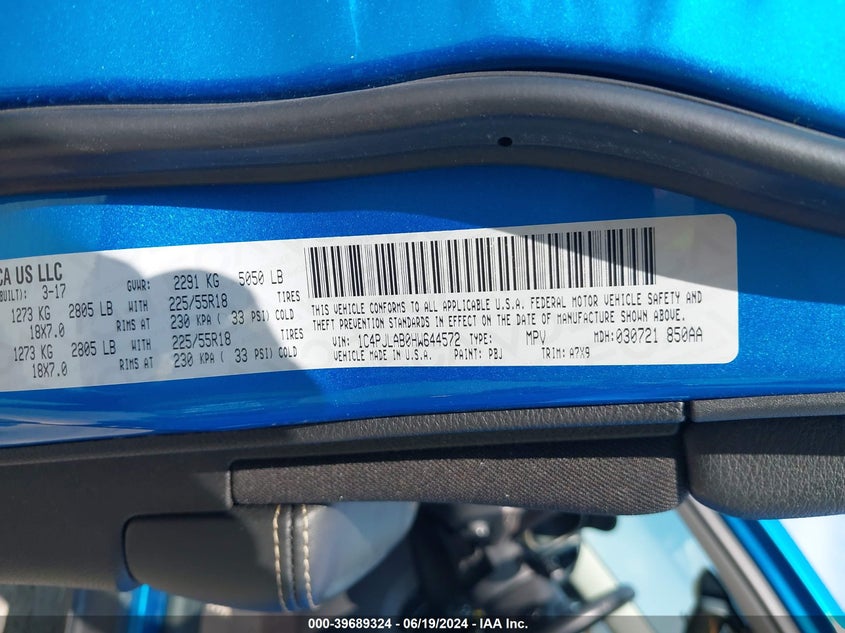 CA US LLC
BUILT): 3-17 GVWR: 2291 KG 5050 LB
1273 KG 2805 LB WITH 225/55R18 TIRES
18X7.0 RIMS AT 230 KPA ( 33 PSI) COLD
1273 KG 2805 LB WITH 225/55R18 TIRES
18X7.0 RIMS AT 230 KPA ( 33 PSI) COLD
THIS VEHICLE CONFORMS TO ALL APPLICABLE U.S.A. FEDERAL MOTOR VEHICLE SAFETY AND
THEFT PREVENTION STANDARDS IN EFFECT ON THE DATE OF MANUFACTURE SHOWN ABOVE.
VIN: 1C4PJLAB0HW644572 TYPE: MPV MDH: 030721 850AA
VEHICLE MADE IN U.S.A. PAINT: PBJ TRIM: A7X9
000-39689324 - 06/19/2024 - IAA Inc.